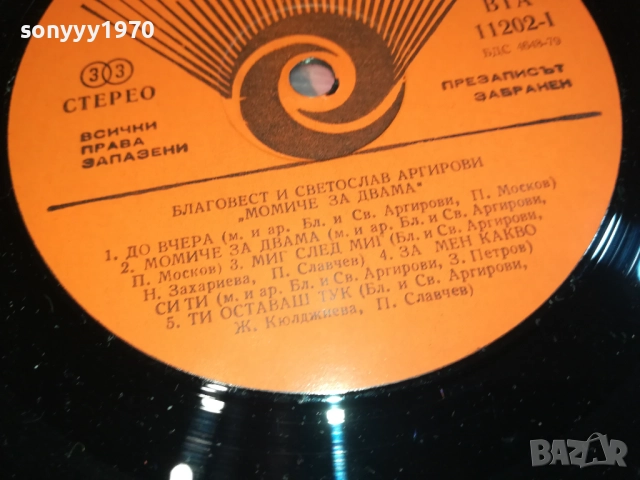 sonyyy1970
ВТА
11202-I
БДС 4648-79
33
СТЕРЕО
ПРЕЗАПИСЪТ
ЗАБРАНЕН
ВСИЧКИ
ПРАВА
ЗАПАЗЕНИ
БЛАГОВЕСТ И СВЕТОСЛАВ АРГИРОВИ
„МОМИЧЕ ЗА ДВАМА"
1. ДО ВЧЕРА (м. и ар. Бл. и Св. Аргирови, П. Москов)
2. МОМИЧЕ ЗА ДВАМА (м. и ар. Бл. и Св. Аргирови,
П. Москов) 3. МИГ СЛЕД МИГ (Бл. и Св. Аргирови,
Н. Захариева, П. Славчев) 4. ЗА МЕН КАКВО
СИ ТИ (м. и ар. Бл. и Св. Аргирови, З. Петров)
5. ТИ ОСТАВАШ ТУК (Бл. и Св. Аргирови,
Ж. Кюлджиева, П. Славчев)
BAZAR